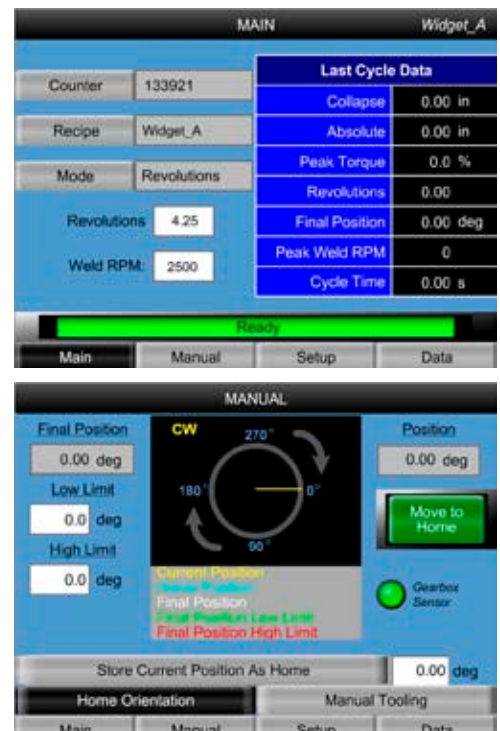 MAIN Widget_A
Counter 133921
Recipe Widget_A
Mode Revolutions
Revolutions 4.25
Weld RPM: 2500
Last Cycle Data
Collapse 0.00 in
Absolute 0.00 in
Peak Torque 0.0 %
Revolutions 0.00
Final Position 0.00 deg
Peak Weld RPM 0
Cycle Time 0.00 s
Ready
Main Manual Setup Data
MANUAL
Final Position
0.00 deg
Low Limit
0.0 deg
High Limit
0.0 deg
CW
270°
180°
0°
90°
Current Position
Final Position
Final Position Low Limit
Final Position High Limit
Position
0.00 deg
Move to
Home
Gearbox
Sensor
Store Current Position As Home 0.00 deg
Home Orientation Manual Tooling
Main Manual Setup Data